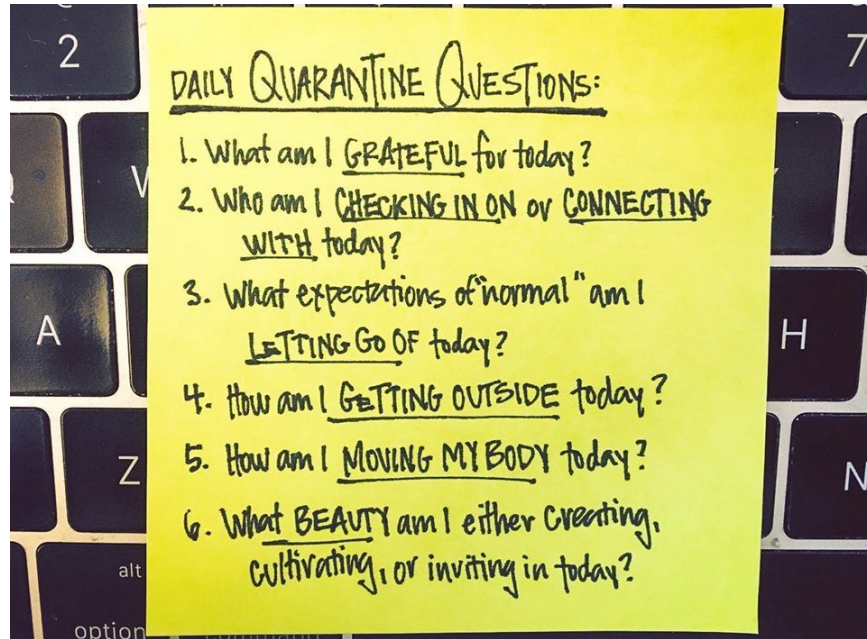 2
7
DAILY QUARANTINE QUESTIONS:
1. What am I GRATEFUL for today?
2. Who am I CHECKING IN ON or CONNECTING
WITH today?
3. What expectations of "normal" am I
LETTING GO OF today?
A
H
4. How am I GETTING OUTSIDE today?
5. How am I MOVING MY BODY today?
Z
N
6. What BEAUTY am I either creating,
cultivating, or inviting in today?
alt
option